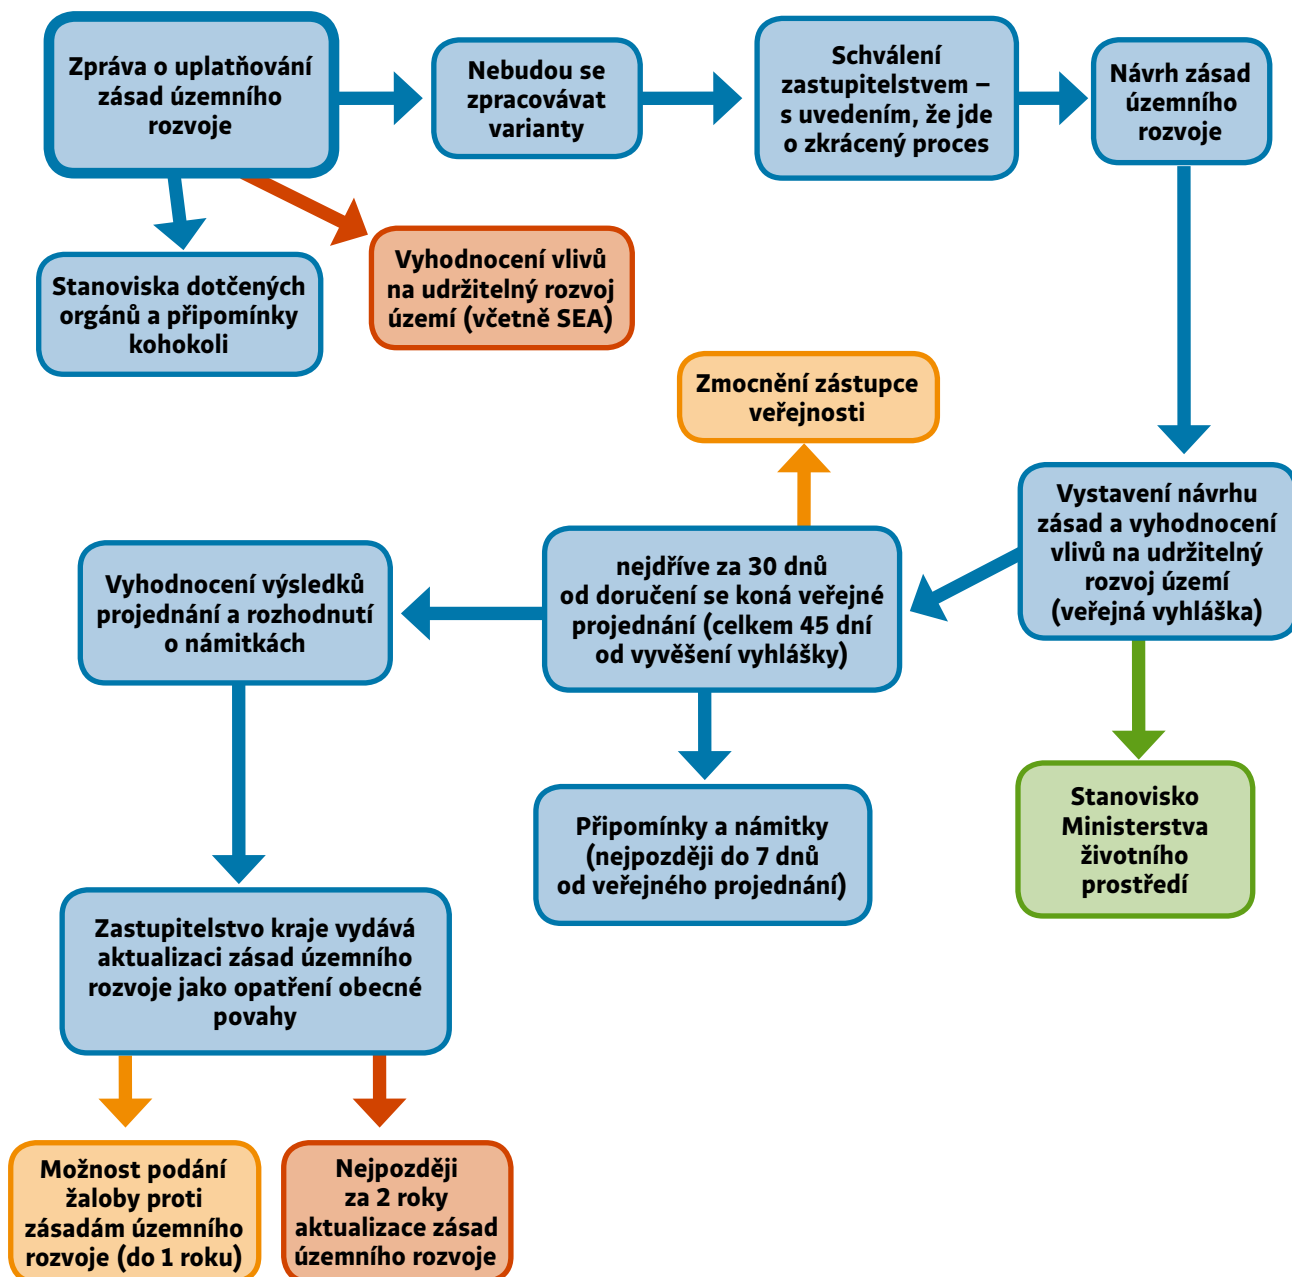 Zpráva o uplatňování
zásad územního
rozvoje
Nebudou se
zpracovávat
varianty
Schválení
zastupitelstvem –
s uvedením, že jde
o zkrácený proces
Návrh zásad
územního
rozvoje
Stanoviska dotčených
orgánů a připomínky
kohokoli
Vyhodnocení vlivů
na udržitelný rozvoj
území (včetně SEA)
Zmocnění zástupce
veřejnosti
Vystavení návrhu
zásad a vyhodnocení
vlivů na udržitelný
rozvoj území
(veřejná vyhláška)
nejdříve za 30 dnů
od doručení se koná veřejné
projednání (celkem 45 dní
od vyvěšení vyhlášky)
Vyhodnocení výsledků
projednání a rozhodnutí
o námitkách
Připomínky a námitky
(nejpozději do 7 dnů
od veřejného projednání)
Stanovisko
Ministerstva
životního
prostředí
Zastupitelstvo kraje vydává
aktualizaci zásad územního
rozvoje jako opatření obecné
povahy
Možnost podání
žaloby proti
zásadám územního
rozvoje (do 1 roku)
Nejpozději
za 2 roky
aktualizace zásad
územního rozvoje